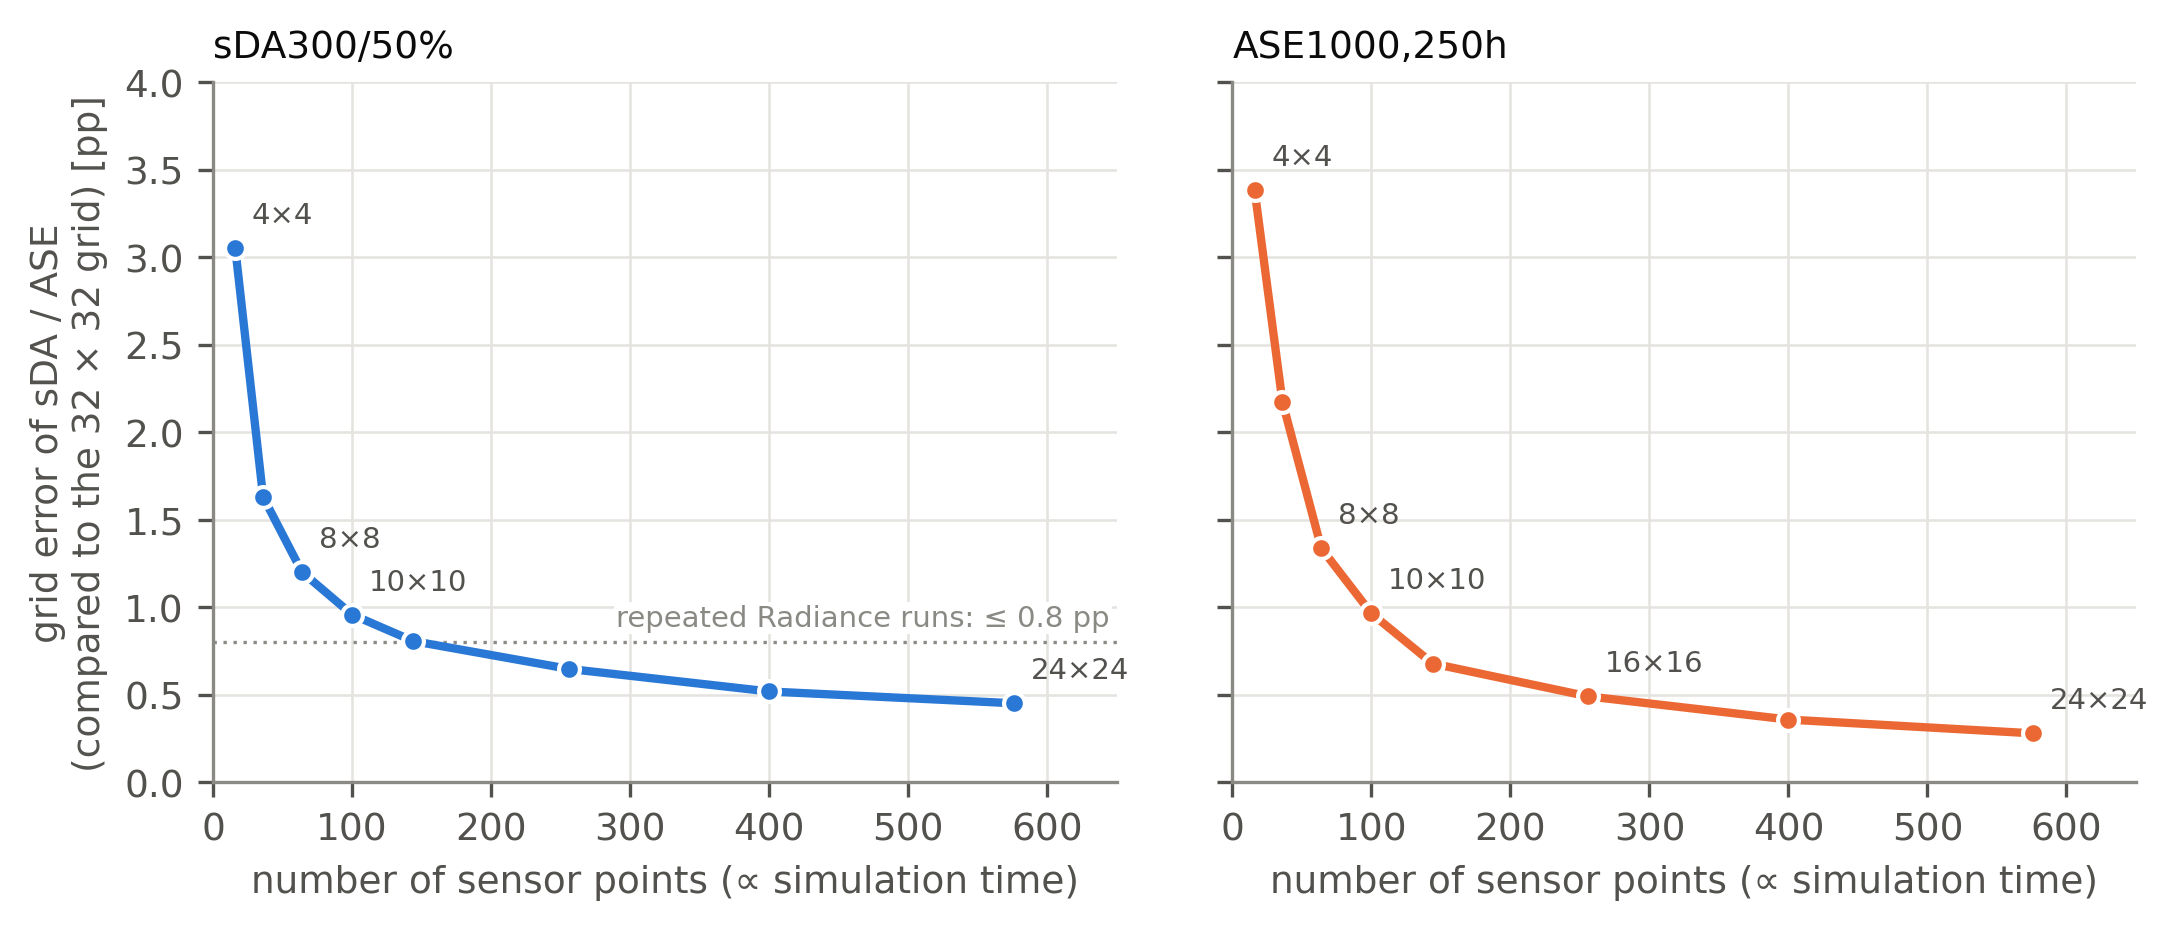 sDA300/50%
grid error of sDA / ASE
(compared to the 32 × 32 grid) [pp]
4.0
3.5
3.0
2.5
2.0
1.5
1.0
0.5
0.0
4×4
8×8
10×10
repeated Radiance runs: ≤ 0.8 pp
24×24
0 100 200 300 400 500 600
number of sensor points (∝ simulation time)
ASE1000,250h
4×4
8×8
10×10
16×16
24×24
0 100 200 300 400 500 600
number of sensor points (∝ simulation time)